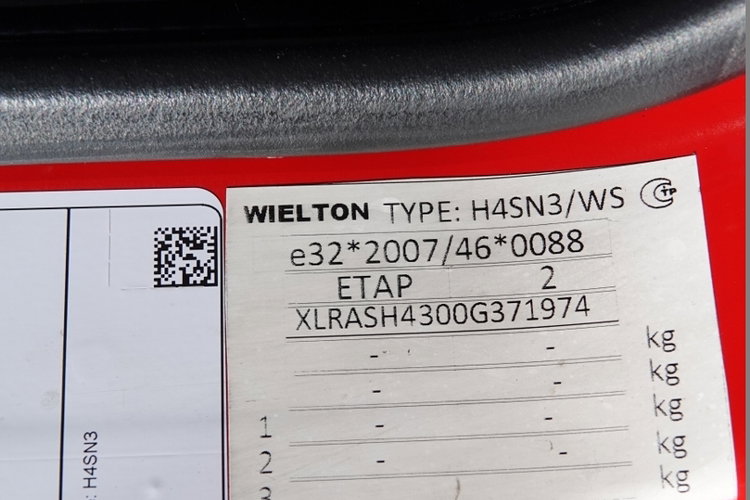 WIELTON TYPE: H4SN3/WS
e32*2007/46*0088
ETAP 2
XLRASH4300G371974
- - kg
- - kg
1 - - kg
2 - - kg
3 kg
: H4SN3